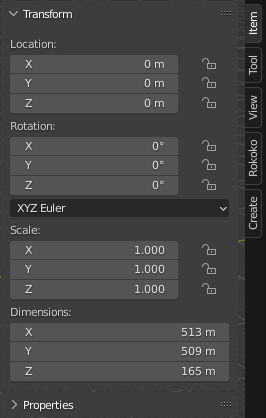 Transform
Location:
X 0 m
Y 0 m
Z 0 m
Rotation:
X 0°
Y 0°
Z 0°
XYZ Euler
Scale:
X 1.000
Y 1.000
Z 1.000
Dimensions:
X 513 m
Y 509 m
Z 165 m
Properties
Item
Tool
View
Rokoko
Create